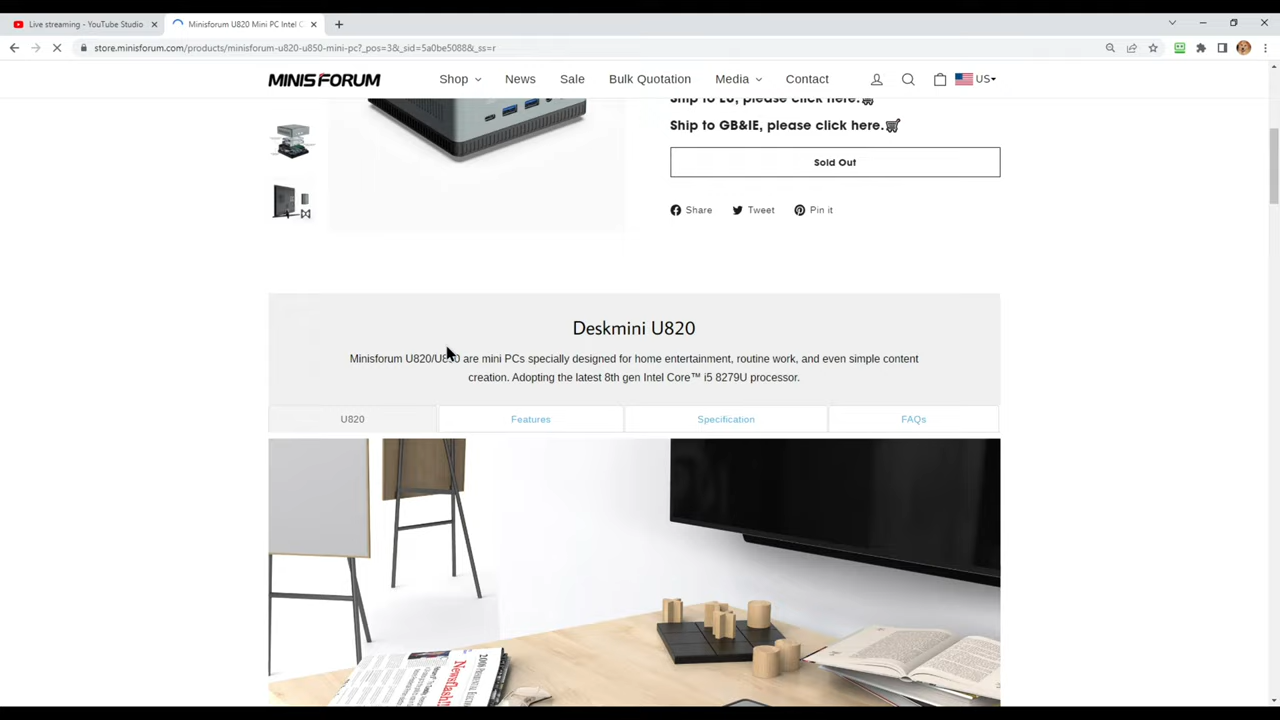 Live streaming - YouTube Studio
Minisforum U820 Mini PC Intel C
store.minisforum.com/products/minisforum-u820-u850-mini-pc?_pos=3&_sid=5a0be5088&_ss=r
MINISFORUM
Shop
News
Sale
Bulk Quotation
Media
Contact
US
Ship to EU, please click here.
Ship to GB&IE, please click here.
Sold Out
Share
Tweet
Pin it
Deskmini U820
Minisforum U820/U850 are mini PCs specially designed for home entertainment, routine work, and even simple content
creation. Adopting the latest 8th gen Intel Core™ i5 8279U processor.
U820
Features
Specification
FAQs
Newsflash